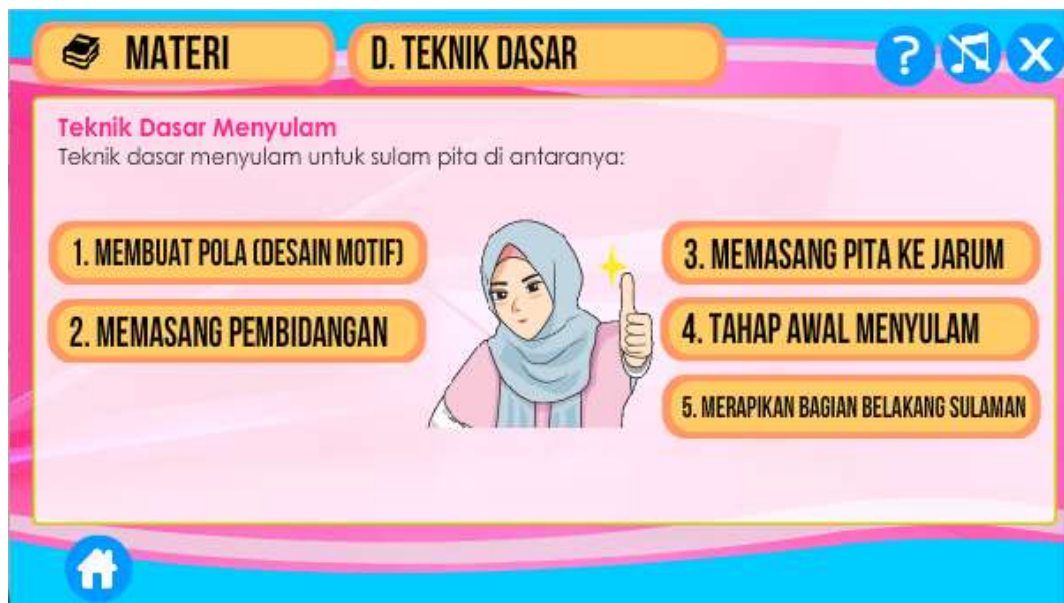 MATERI
D. TEKNIK DASAR
?
X
Teknik Dasar Menyulam
Teknik dasar menyulam untuk sulam pita di antaranya:
1. MEMBUAT POLA (DESAIN MOTIF)
2. MEMASANG PEMBIDANGAN
3. MEMASANG PITA KE JARUM
4. TAHAP AWAL MENYULAM
5. MERAPIKAN BAGIAN BELAKANG SULAMAN